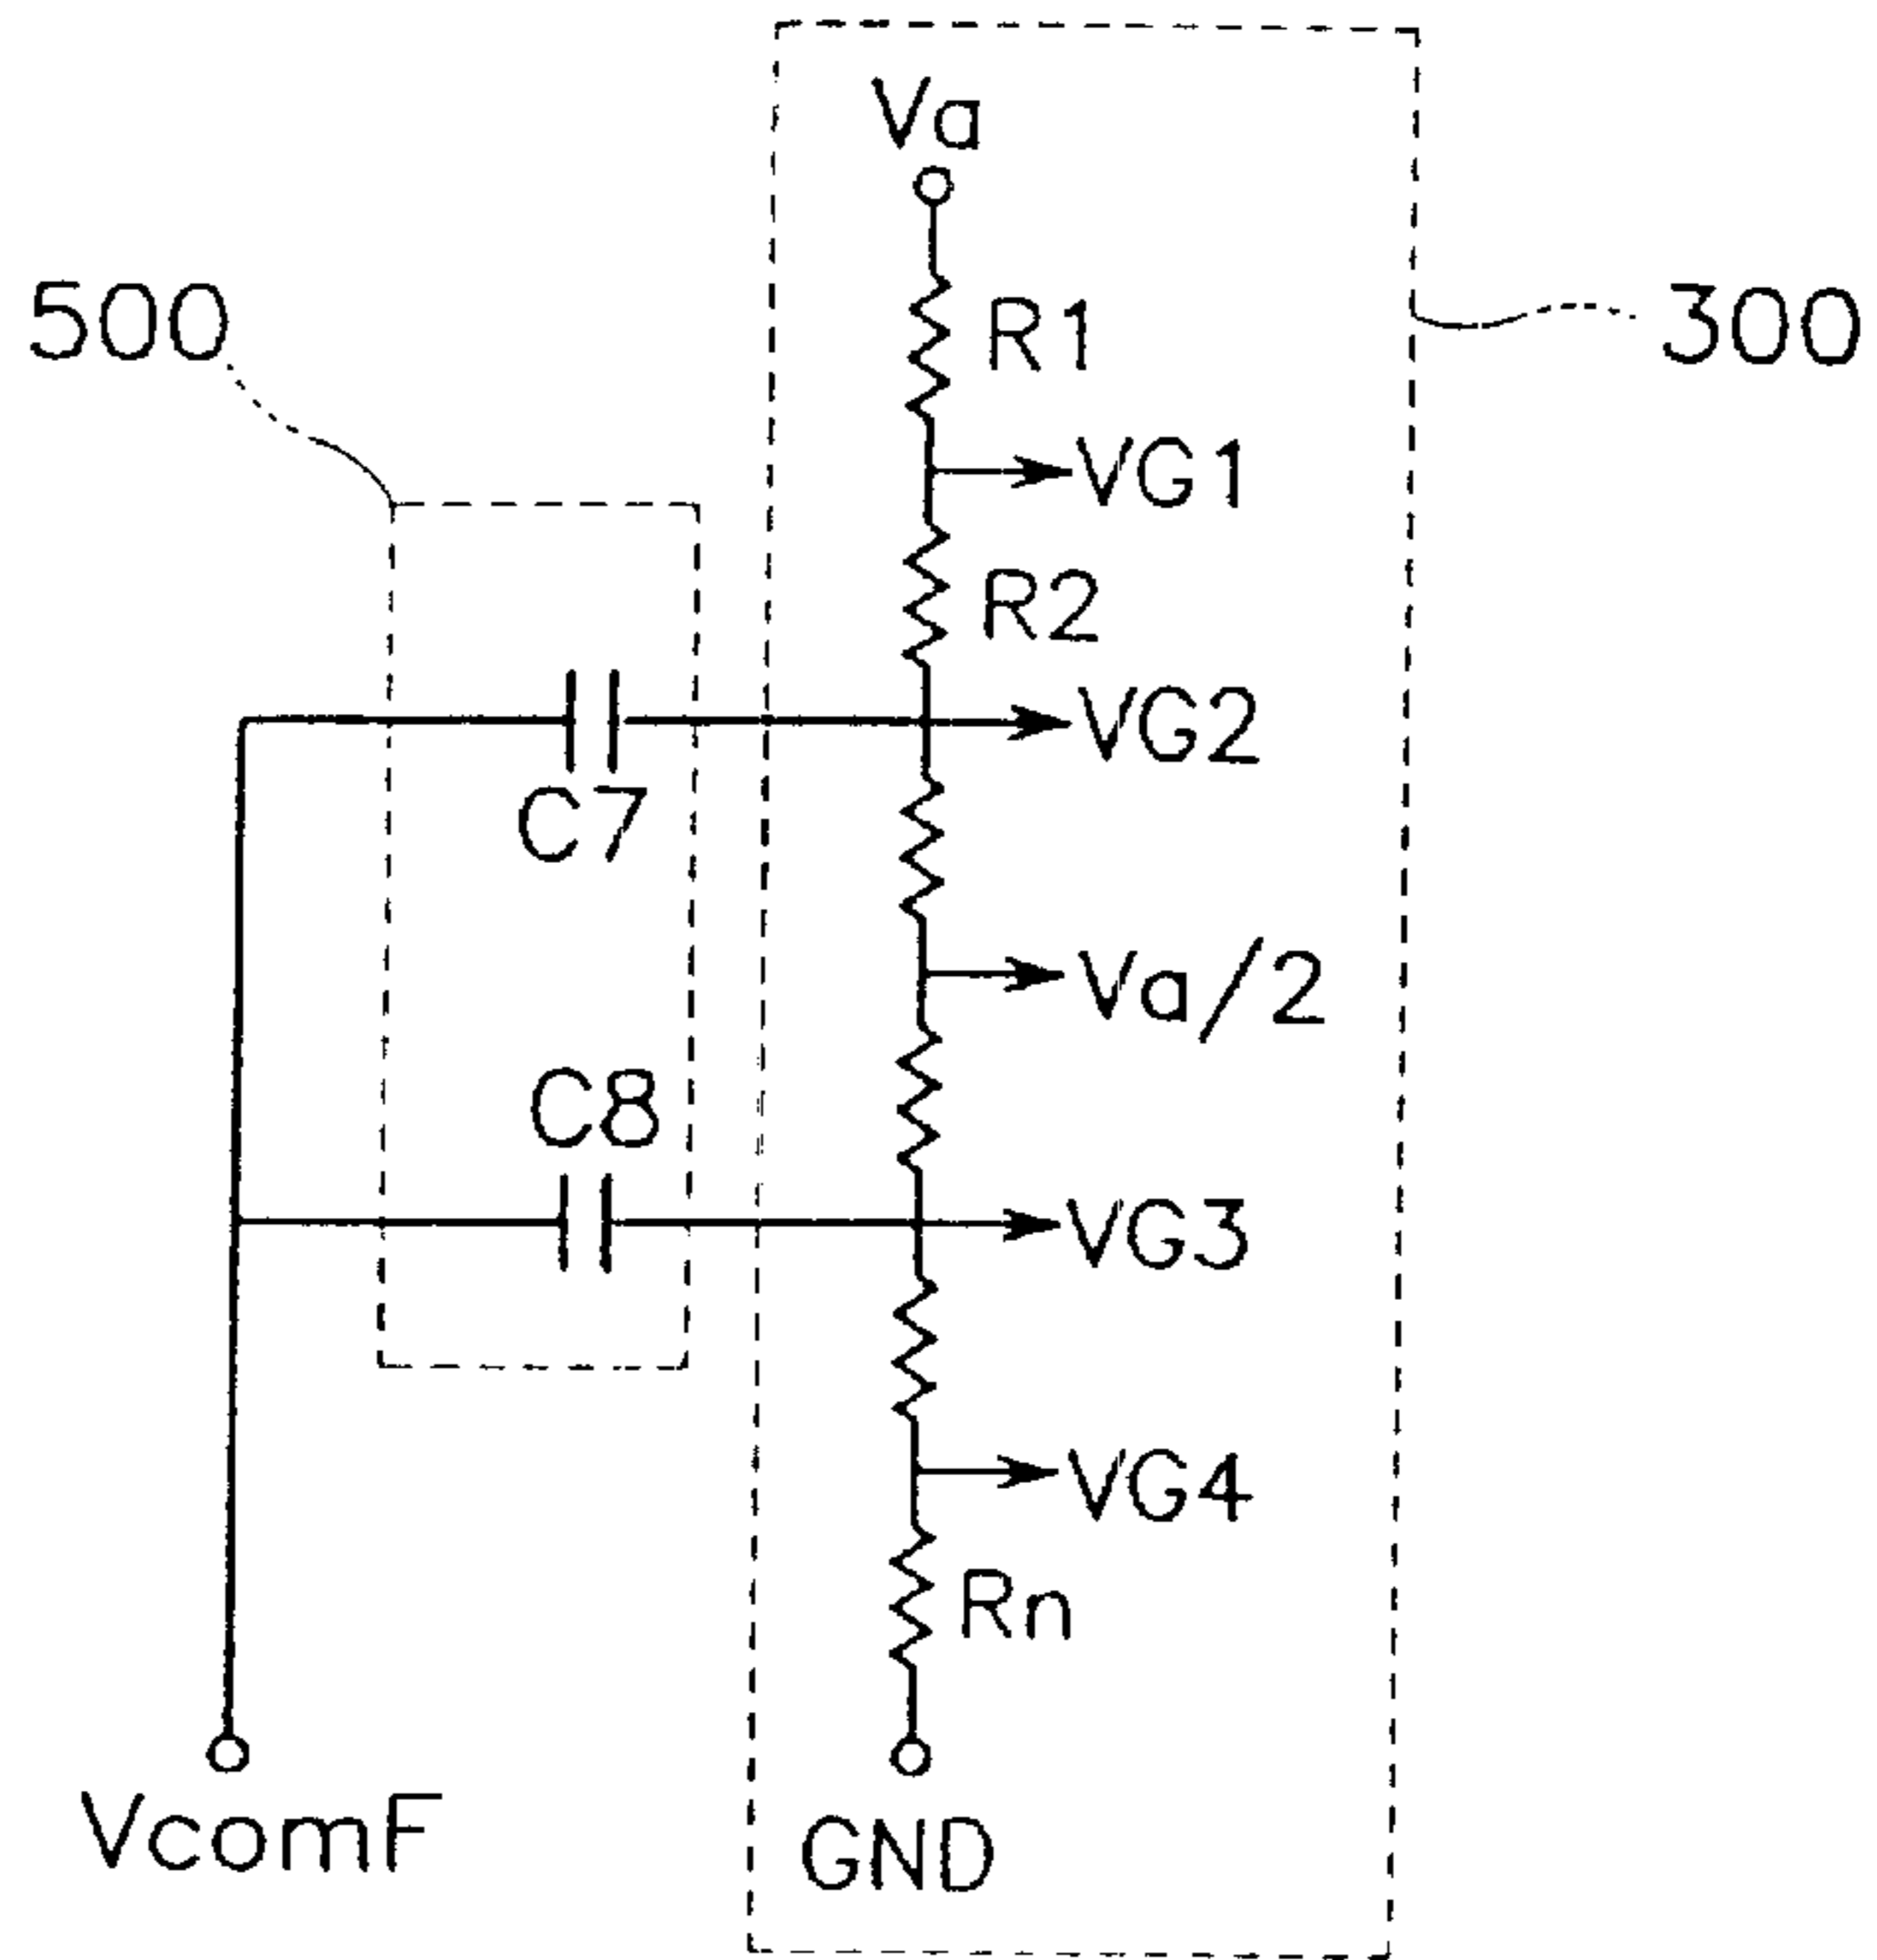 Va
500
R1
300
VG1
R2
VG2
C7
Va/2
C8
VG3
VG4
Rn
VcomF
GND